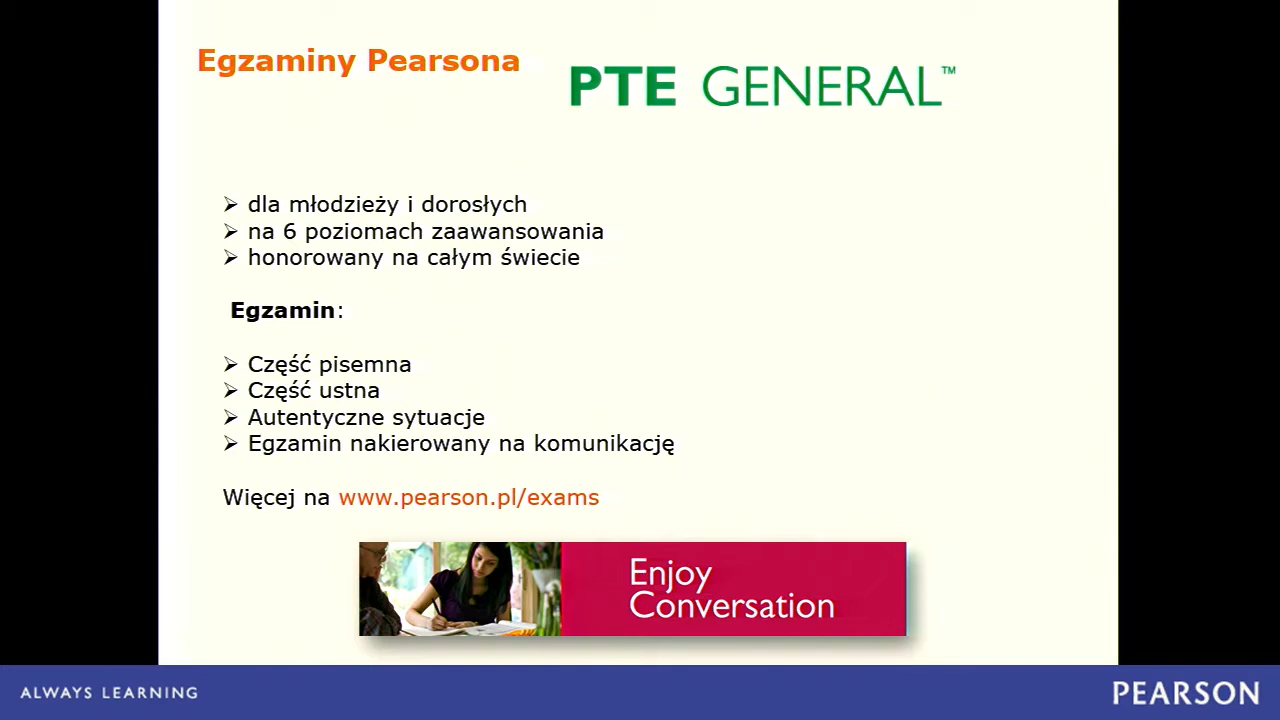 Egzaminy Pearsona
PTE GENERAL™
➢ dla młodzieży i dorosłych
➢ na 6 poziomach zaawansowania
➢ honorowany na całym świecie
Egzamin:
➢ Część pisemna
➢ Część ustna
➢ Autentyczne sytuacje
➢ Egzamin nakierowany na komunikację
Więcej na www.pearson.pl/exams
Enjoy
Conversation
ALWAYS LEARNING
PEARSON